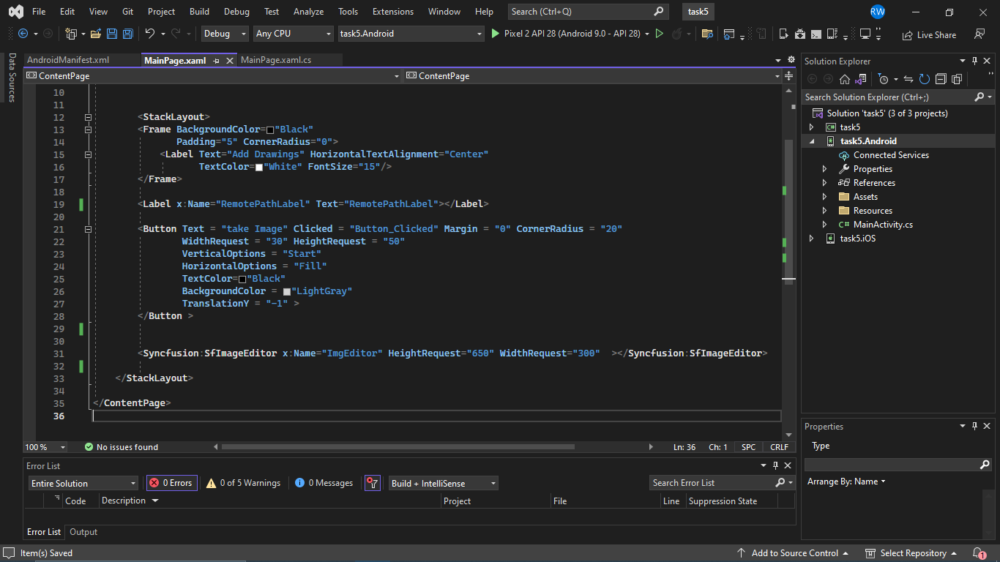 File Edit View Git Project Build Debug Test Analyze Tools Extensions Window Help Search (Ctrl+Q) task5 RW
Debug Any CPU task5.Android Pixel 2 API 28 (Android 9.0 - API 28) Live Share
Data Sources
AndroidManifest.xml MainPage.xaml MainPage.xaml.cs
ContentPage ContentPage
10
11
12 <StackLayout>
13 <Frame BackgroundColor="Black"
14 Padding="5" CornerRadius="0">
15 <Label Text="Add Drawings" HorizontalTextAlignment="Center"
16 TextColor="White" FontSize="15"/>
17 </Frame>
18
19 <Label x:Name="RemotePathLabel" Text="RemotePathLabel"></Label>
20
21 <Button Text = "take Image" Clicked = "Button_Clicked" Margin = "0" CornerRadius = "20"
22 WidthRequest = "30" HeightRequest = "50"
23 VerticalOptions = "Start"
24 HorizontalOptions = "Fill"
25 TextColor="Black"
26 BackgroundColor = "LightGray"
27 TranslationY = "-1" >
28 </Button >
29
30
31 <Syncfusion:SfImageEditor x:Name="ImgEditor" HeightRequest="650" WidthRequest="300"  ></Syncfusion:SfImageEditor>
32
33 </StackLayout>
34
35 </ContentPage>
36
100 % No issues found Ln: 36 Ch: 1 SPC CRLF
Error List
Entire Solution 0 Errors 0 of 5 Warnings 0 Messages Build + IntelliSense Search Error List
Code Description Project File Line Suppression State
Error List Output
Solution Explorer
Search Solution Explorer (Ctrl+;)
Solution 'task5' (3 of 3 projects)
C# task5
task5.Android
Connected Services
Properties
References
Assets
Resources
C# MainActivity.cs
task5.iOS
Properties
Type
Arrange By: Name
Item(s) Saved Add to Source Control Select Repository 1